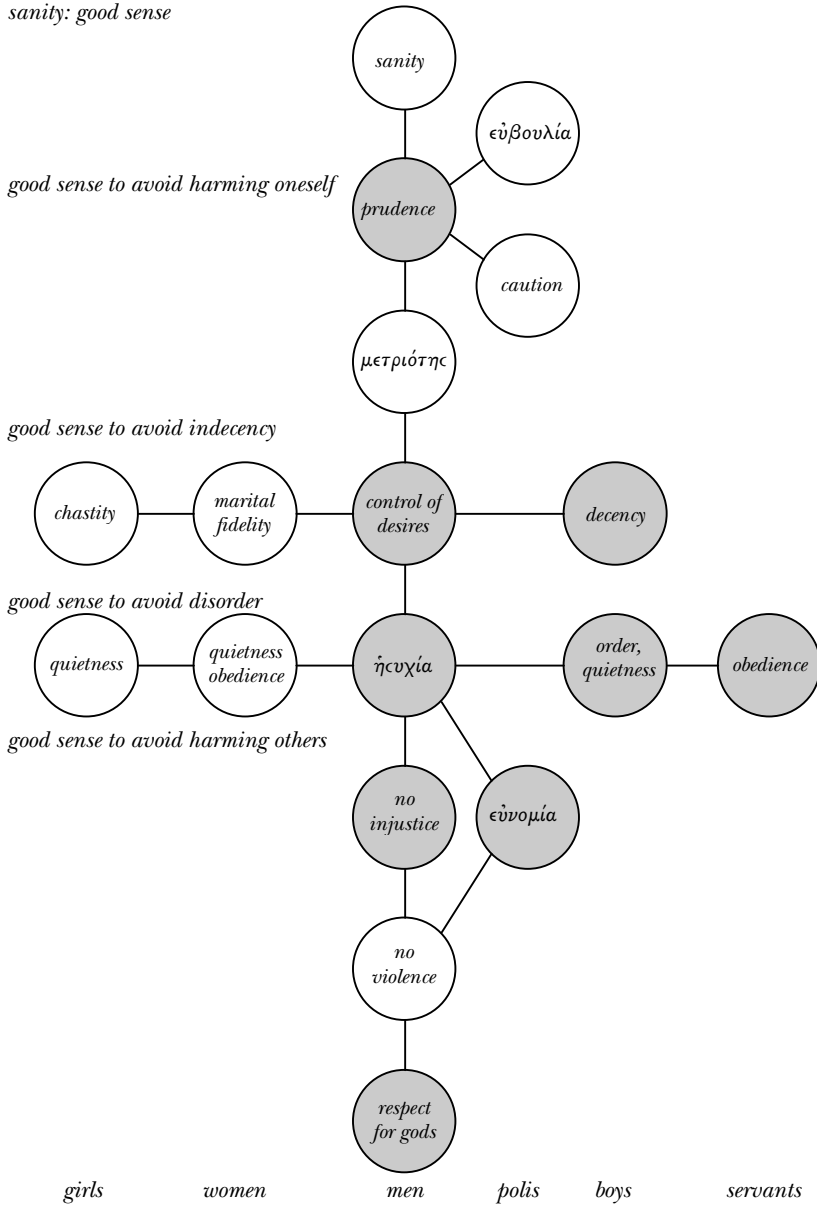 sanity: good sense
sanity
εὐβουλία
good sense to avoid harming oneself
prudence
caution
μετριότηϲ
good sense to avoid indecency
chastity
marital
fidelity
control of
desires
decency
good sense to avoid disorder
quietness
quietness
obedience
ἡϲυχία
order,
quietness
obedience
good sense to avoid harming others
no
injustice
εὐνομία
no
violence
respect
for gods
girls women men polis boys servants